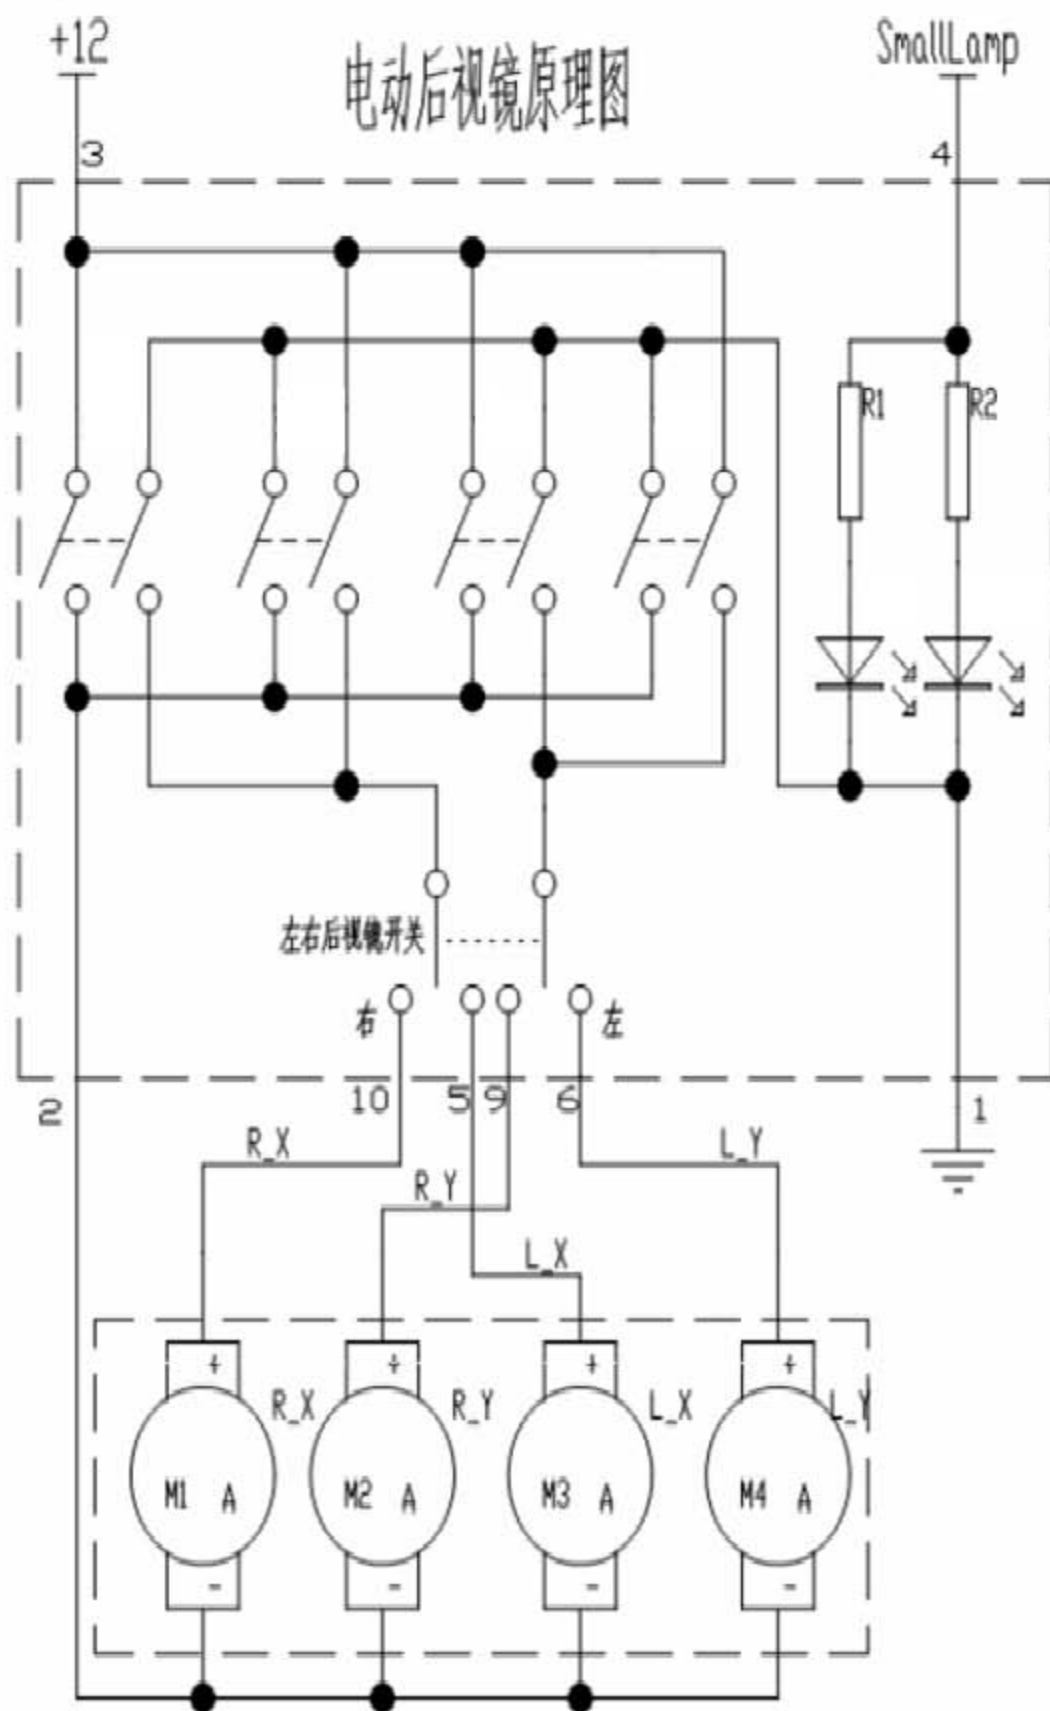 +12
电动后视镜原理图
SmallLamp
3
4
R1
R2
左右后视镜开关
右
左
2
10
5
9
6
1
R_X
L_Y
R_Y
L_X
+
+
+
+
R_X
R_Y
L_X
L_Y
M1 A
M2 A
M3 A
M4 A
-
-
-
-